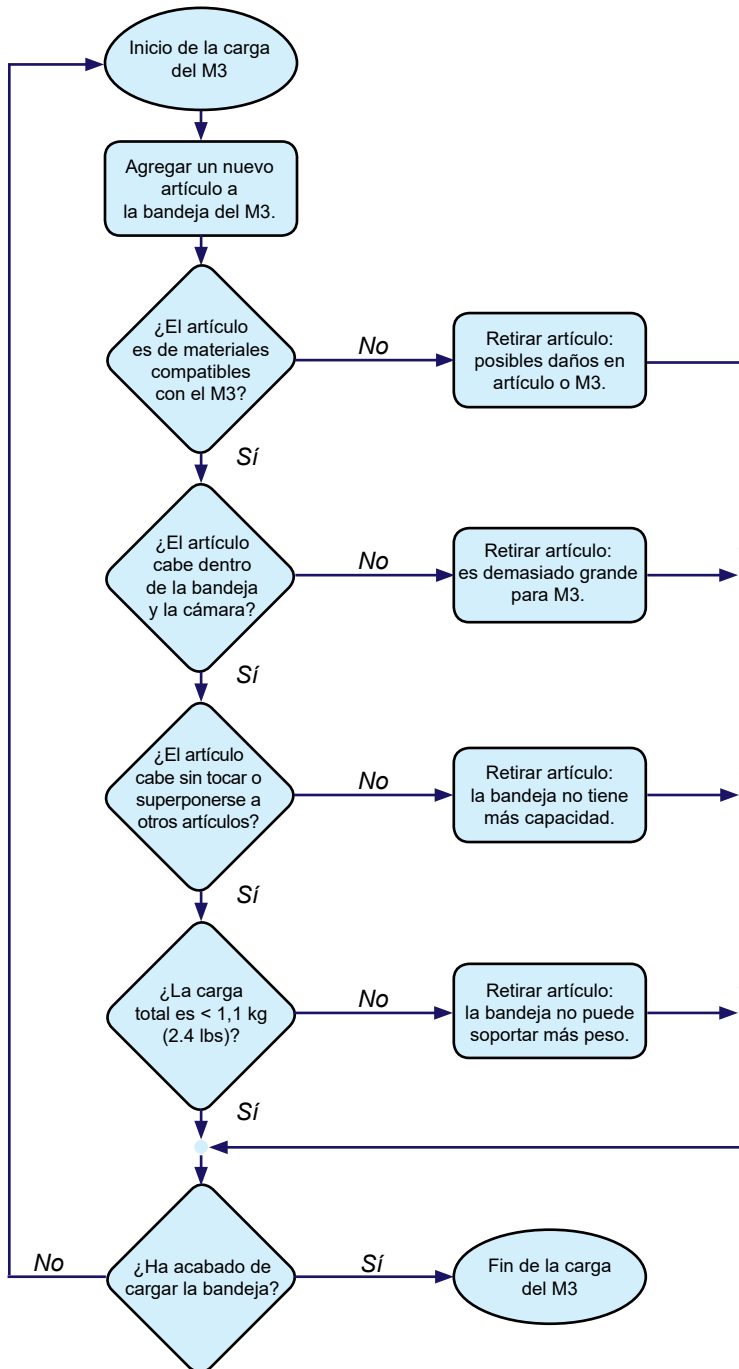 Inicio de la carga
del M3
Agregar un nuevo
artículo a
la bandeja del M3.
¿El artículo
es de materiales
compatibles
con el M3?
No
Retirar artículo:
posibles daños en
artículo o M3.
Sí
¿El artículo
cabe dentro
de la bandeja
y la cámara?
No
Retirar artículo:
es demasiado grande
para M3.
Sí
¿El artículo
cabe sin tocar o
superponerse a
otros artículos?
No
Retirar artículo:
la bandeja no tiene
más capacidad.
Sí
¿La carga
total es < 1,1 kg
(2.4 lbs)?
No
Retirar artículo:
la bandeja no puede
soportar más peso.
Sí
No
¿Ha acabado de
cargar la bandeja?
Sí
Fin de la carga
del M3